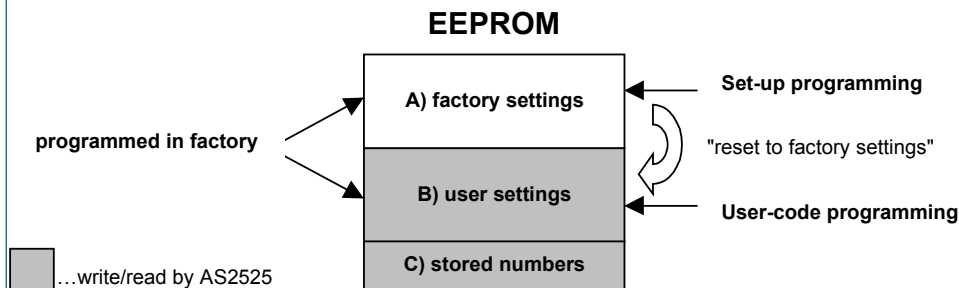 EEPROM
A) factory settings
Set-up programming
programmed in factory
"reset to factory settings"
B) user settings
User-code programming
C) stored numbers
…write/read by AS2525